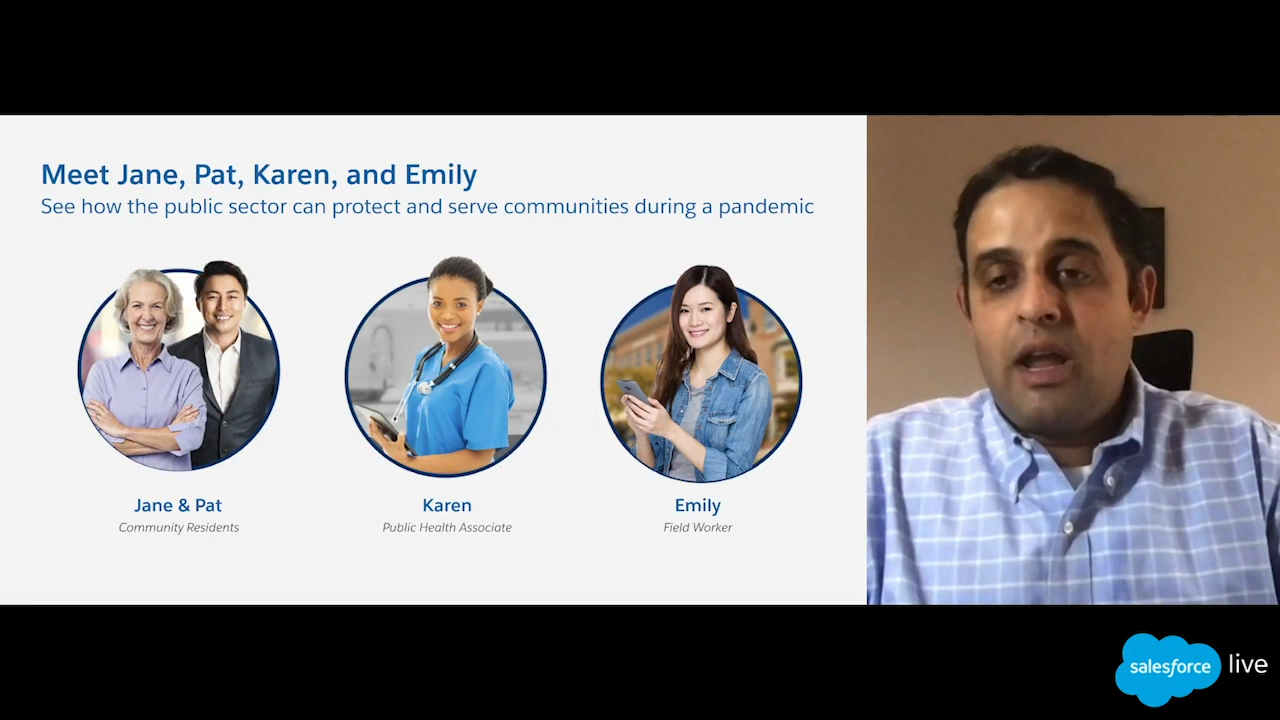 Meet Jane, Pat, Karen, and Emily
See how the public sector can protect and serve communities during a pandemic
Jane & Pat
Community Residents
Karen
Public Health Associate
Emily
Field Worker
salesforce live